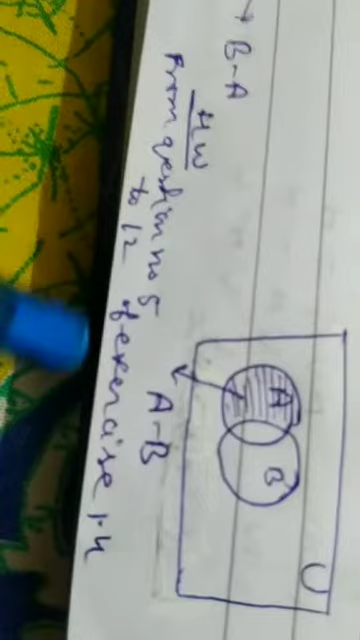 → B-A
HW
From question no 5
to 12 of exercise 1.4
A-B
A
B
U